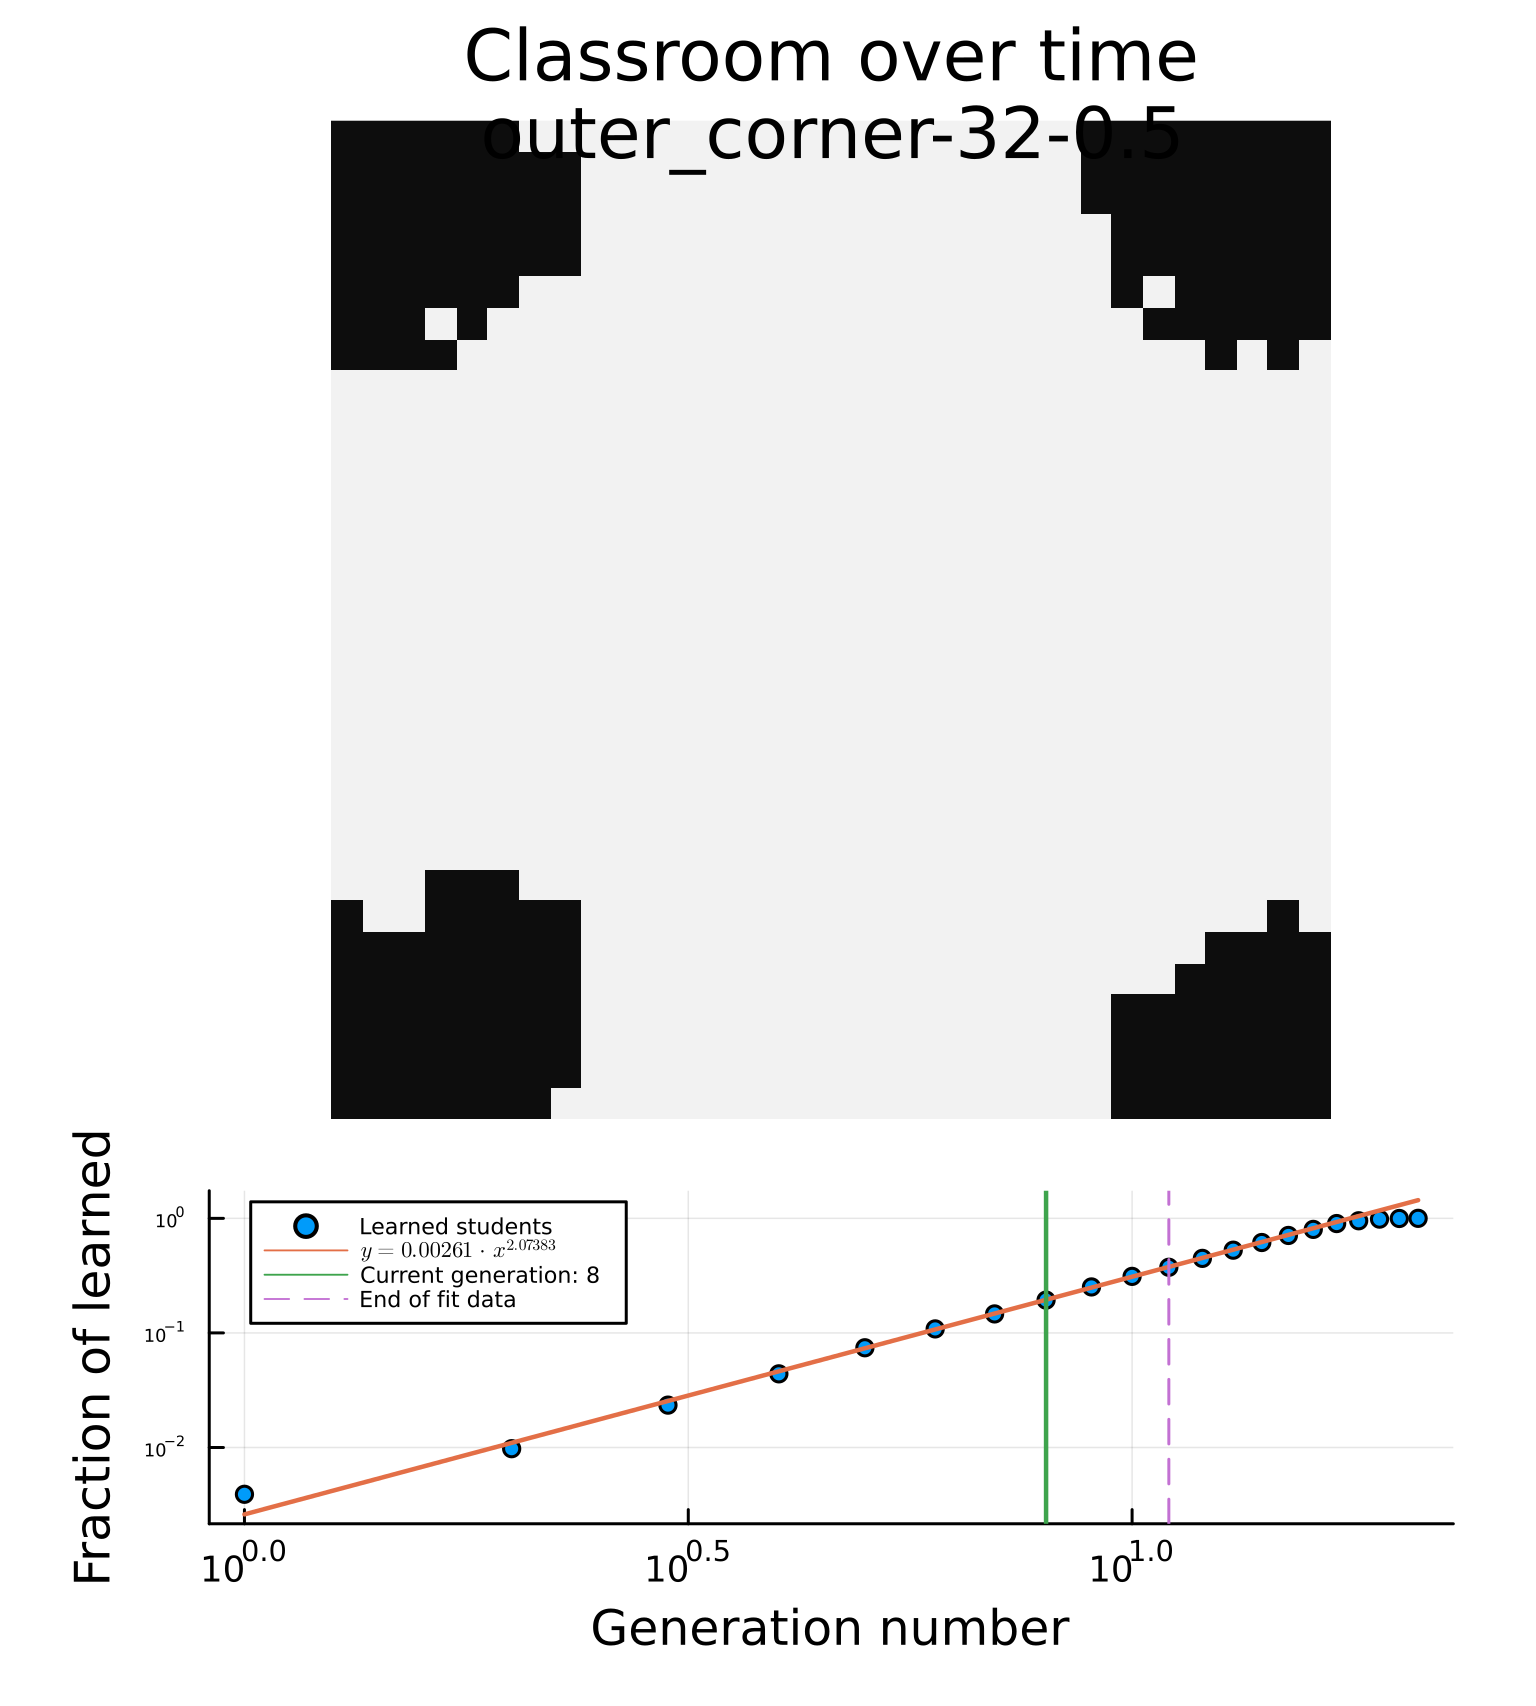 Classroom over time
outer_corner-32-0.5
Fraction of learned
10⁰
10⁻¹
10⁻²
Learned students
y = 0.00261 · x^2.07383
Current generation: 8
End of fit data
10^0.0
10^0.5
10^1.0
Generation number